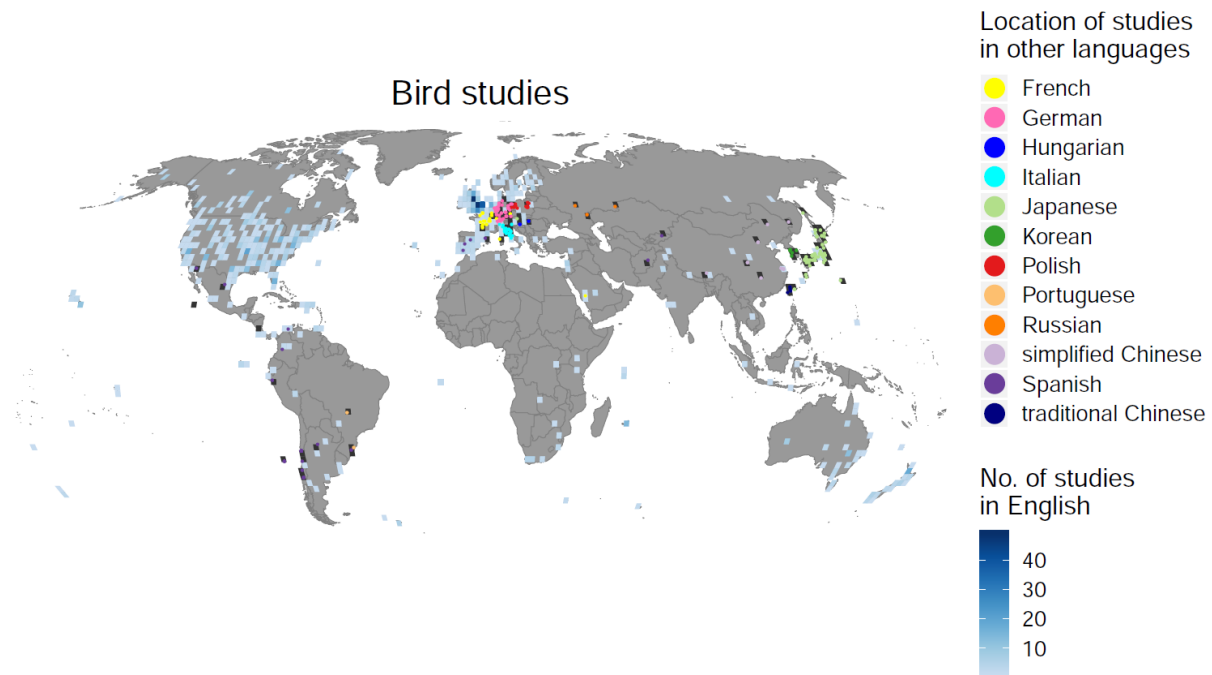 Bird studies
Location of studies
in other languages
French
German
Hungarian
Italian
Japanese
Korean
Polish
Portuguese
Russian
simplified Chinese
Spanish
traditional Chinese
No. of studies
in English
40
30
20
10